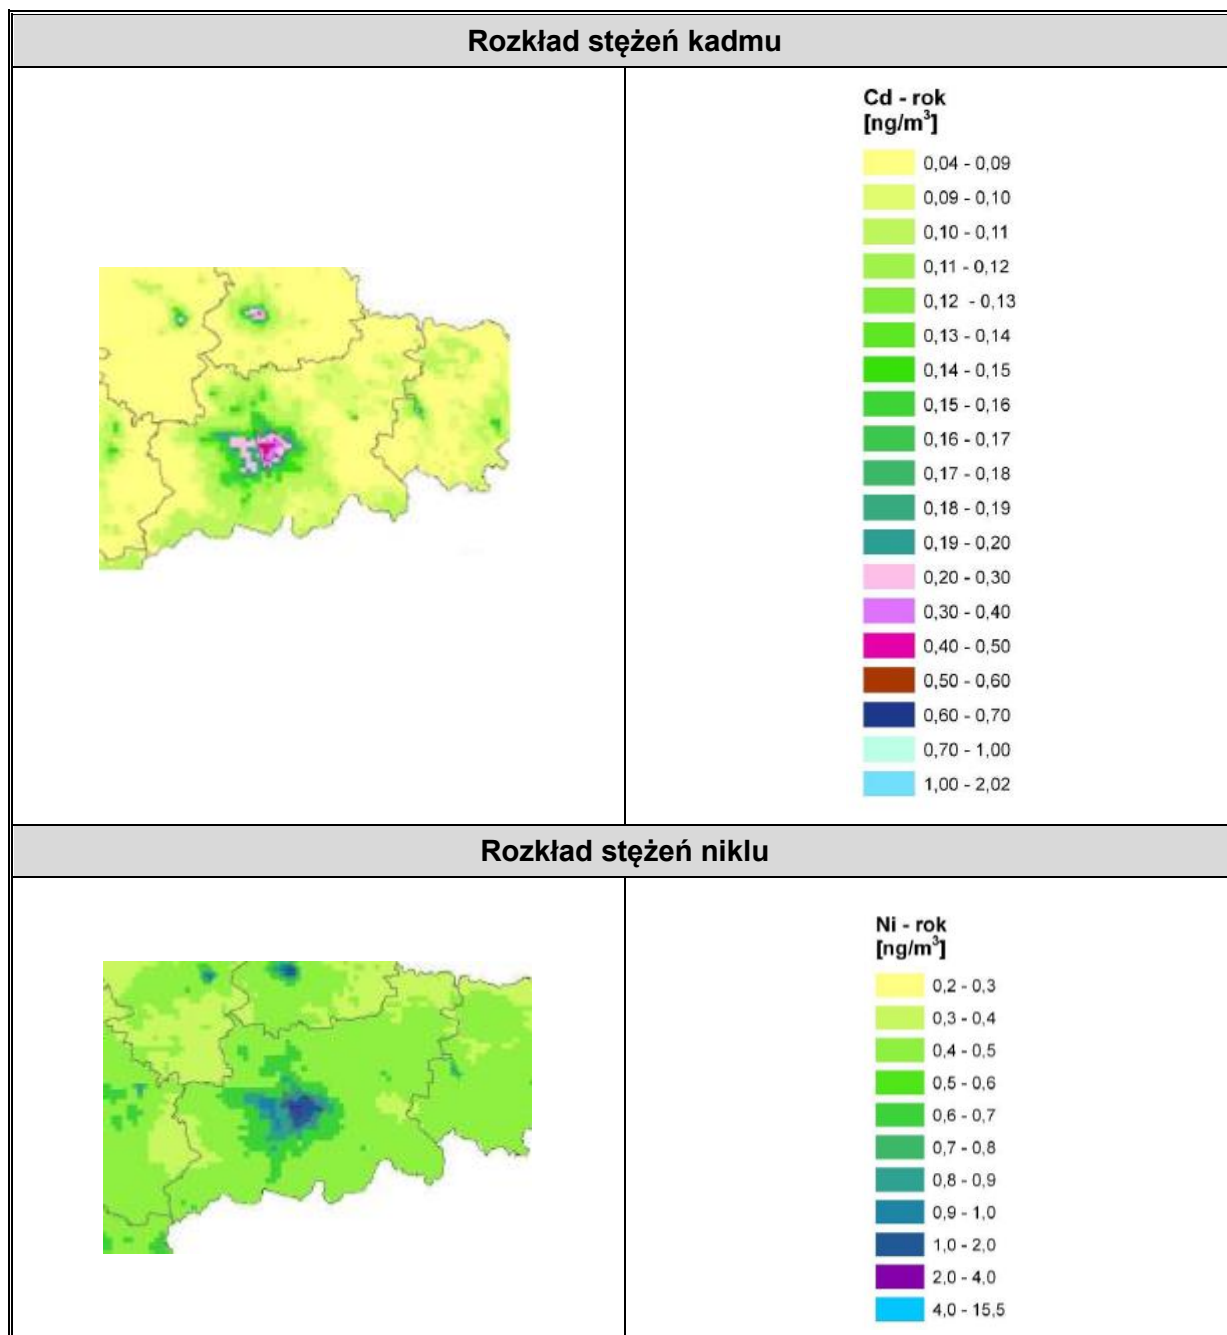 Rozkład stężeń kadmu
Cd - rok
[ng/m³]
0,04 - 0,09
0,09 - 0,10
0,10 - 0,11
0,11 - 0,12
0,12 - 0,13
0,13 - 0,14
0,14 - 0,15
0,15 - 0,16
0,16 - 0,17
0,17 - 0,18
0,18 - 0,19
0,19 - 0,20
0,20 - 0,30
0,30 - 0,40
0,40 - 0,50
0,50 - 0,60
0,60 - 0,70
0,70 - 1,00
1,00 - 2,02
Rozkład stężeń niklu
Ni - rok
[ng/m³]
0,2 - 0,3
0,3 - 0,4
0,4 - 0,5
0,5 - 0,6
0,6 - 0,7
0,7 - 0,8
0,8 - 0,9
0,9 - 1,0
1,0 - 2,0
2,0 - 4,0
4,0 - 15,5